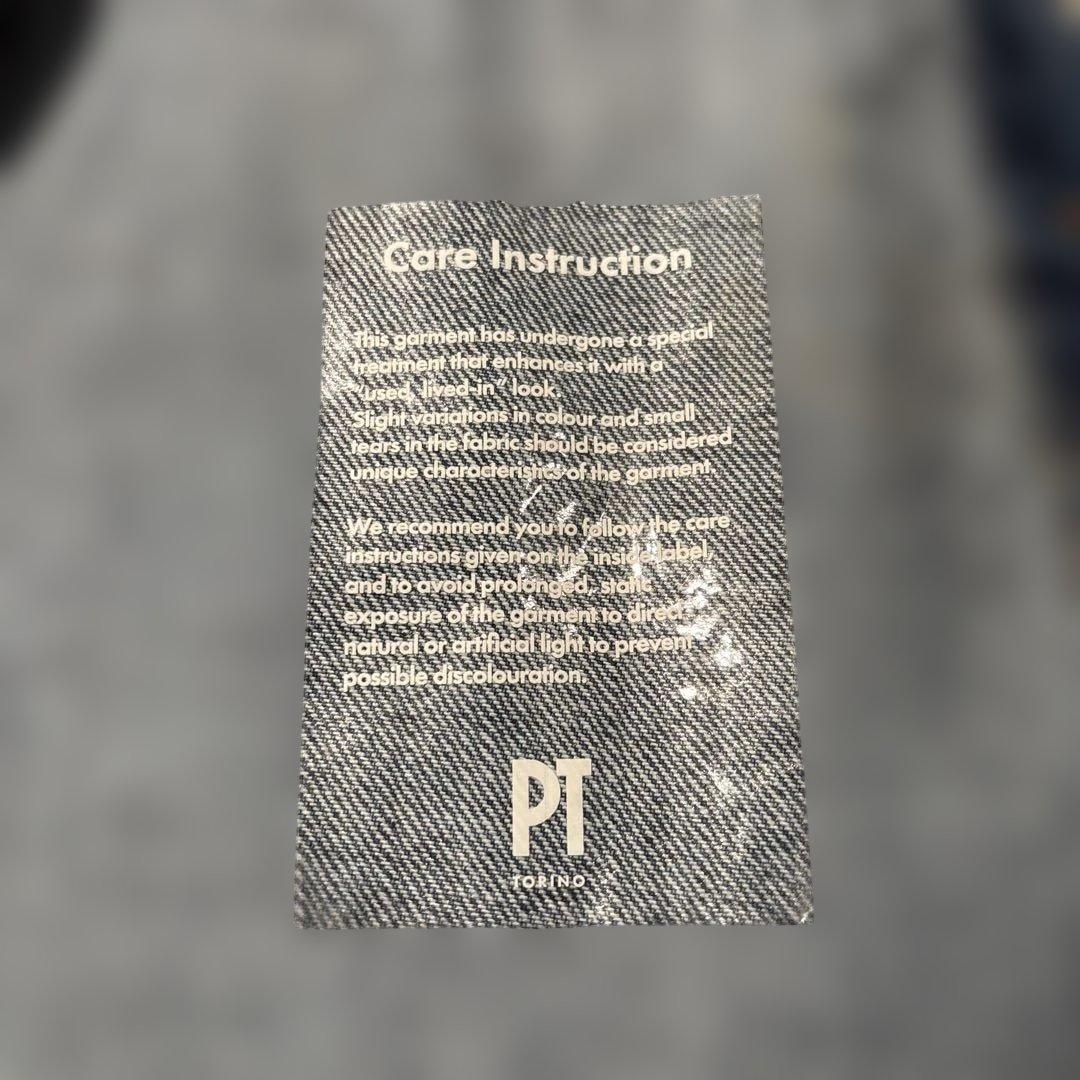 Care Instruction
This garment has undergone a special
treatment that enhances it with a
"used, lived-in" look.
Slight variations in colour and small
tears in the fabric should be considered
unique characteristics of the garment.
We recommend you to follow the care
instructions given on the inside label,
and to avoid prolonged, static
exposure of the garment to direct
natural or artificial light to prevent
possible discolouration.
PT
TORINO